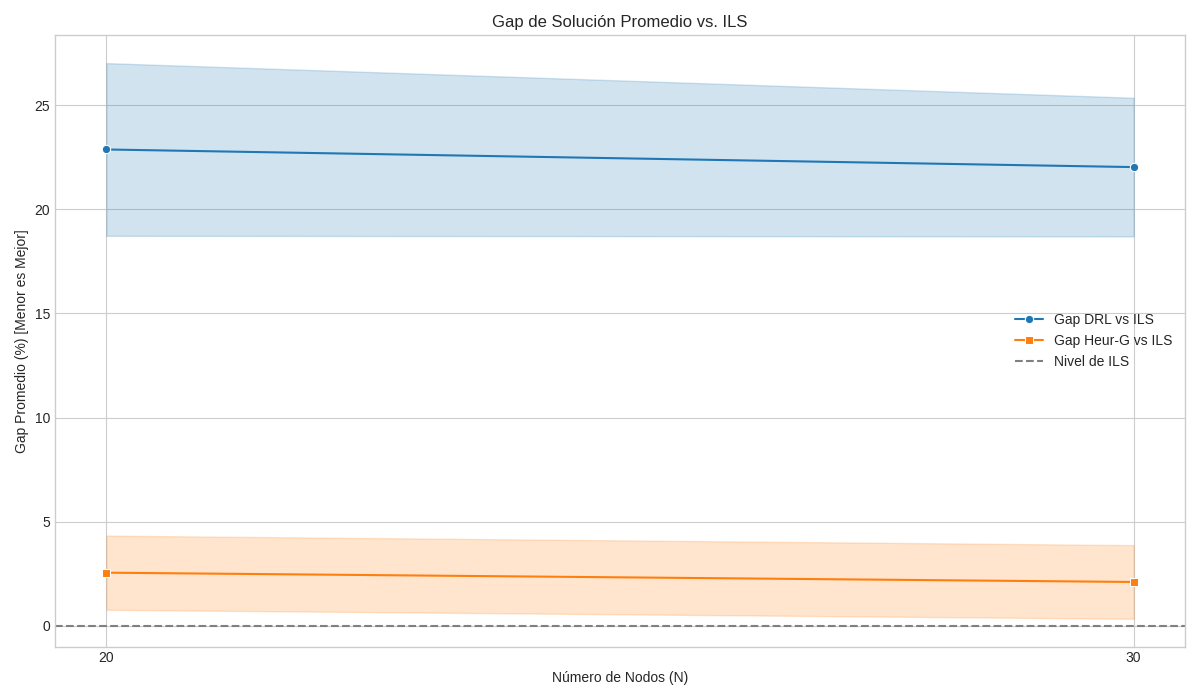 Gap de Solución Promedio vs. ILS
Gap Promedio (%) [Menor es Mejor]
25
20
15
10
5
0
Gap DRL vs ILS
Gap Heur-G vs ILS
Nivel de ILS
20
30
Número de Nodos (N)